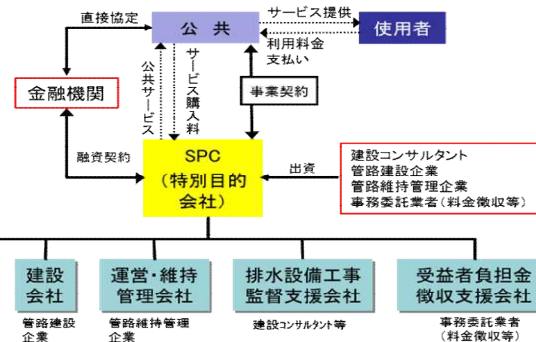 直接協定
公共
サービス提供
使用者
利用料金
支払い
金融機関
公共サービス
サービス購入料
事業契約
融資契約
SPC
(特別目的
会社)
出資
建設コンサルタント
管路建設企業
管路維持管理企業
事務委託業者(料金徴収等)
建設
会社
運営・維持
管理会社
排水設備工事
監督支援会社
受益者負担金
徴収支援会社
管路建設
企業
管路維持管理
企業
建設コンサルタント等
事務委託業者
(料金徴収等)